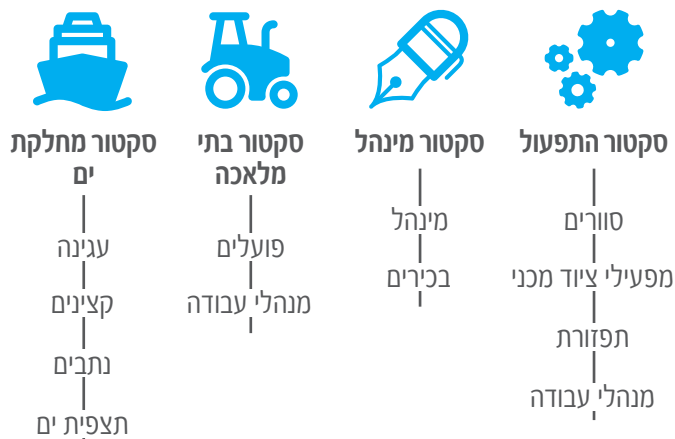 סקטור התפעול
סוורים
מפעילי ציוד מכני
תפזורת
מנהלי עבודה
סקטור מינהל
מינהל
בכירים
סקטור בתי
מלאכה
פועלים
מנהלי עבודה
סקטור מחלקת
ים
עגינה
קצינים
נתבים
תצפית ים